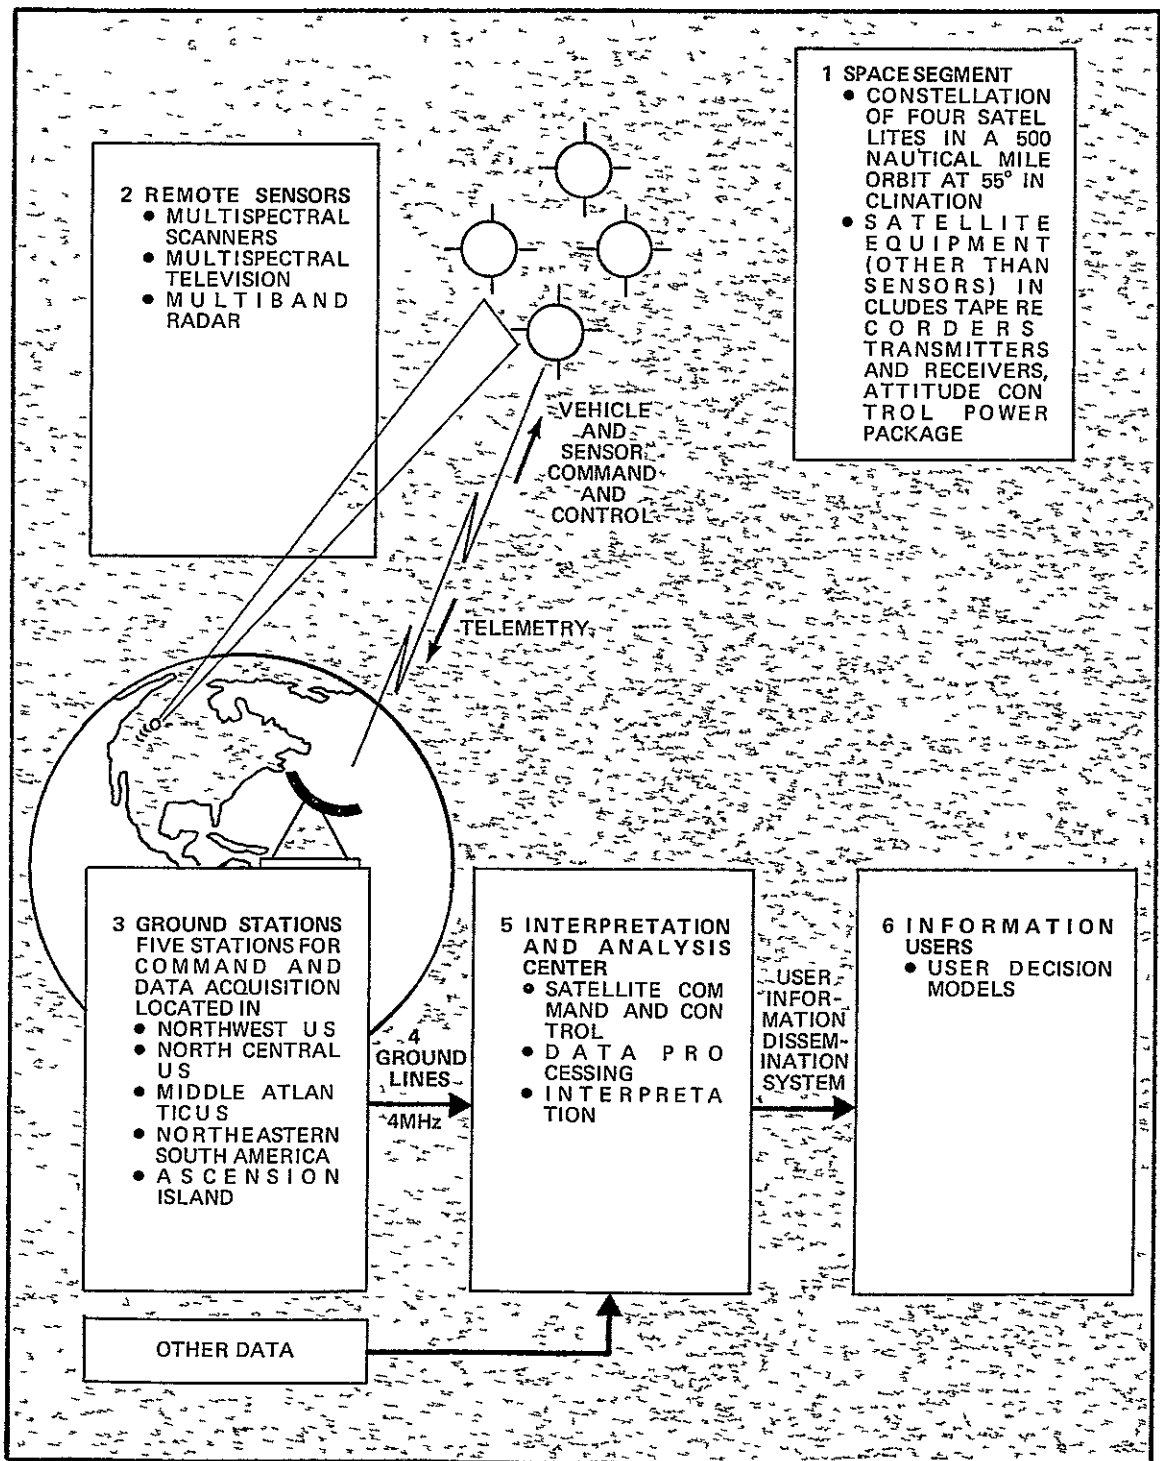 1 SPACE SEGMENT
• CONSTELLATION
OF FOUR SATEL
LITES IN A 500
NAUTICAL MILE
ORBIT AT 55° IN
CLINATION
• SATELLITE
EQUIPMENT
(OTHER THAN
SENSORS) IN
CLUDES TAPE RE
CORDERS
TRANSMITTERS
AND RECEIVERS,
ATTITUDE CON
TROL POWER
PACKAGE
2 REMOTE SENSORS
• MULTISPECTRAL
SCANNERS
• MULTISPECTRAL
TELEVISION
• MULTIBAND
RADAR
VEHICLE
AND
SENSOR
COMMAND
AND
CONTROL
TELEMETRY
3 GROUND STATIONS
FIVE STATIONS FOR
COMMAND AND
DATA ACQUISITION
LOCATED IN
• NORTHWEST US
• NORTH CENTRAL
US
• MIDDLE ATLAN
TIC US
• NORTHEASTERN
SOUTH AMERICA
• ASCENSION
ISLAND
4
GROUND
LINES
4MHz
5 INTERPRETATION
AND ANALYSIS
CENTER
• SATELLITE COM
MAND AND CON
TROL
• DATA PRO
CESSING
• INTERPRETA
TION
USER
INFOR-
MATION
DISSEM-
INATION
SYSTEM
6 INFORMATION
USERS
• USER DECISION
MODELS
OTHER DATA